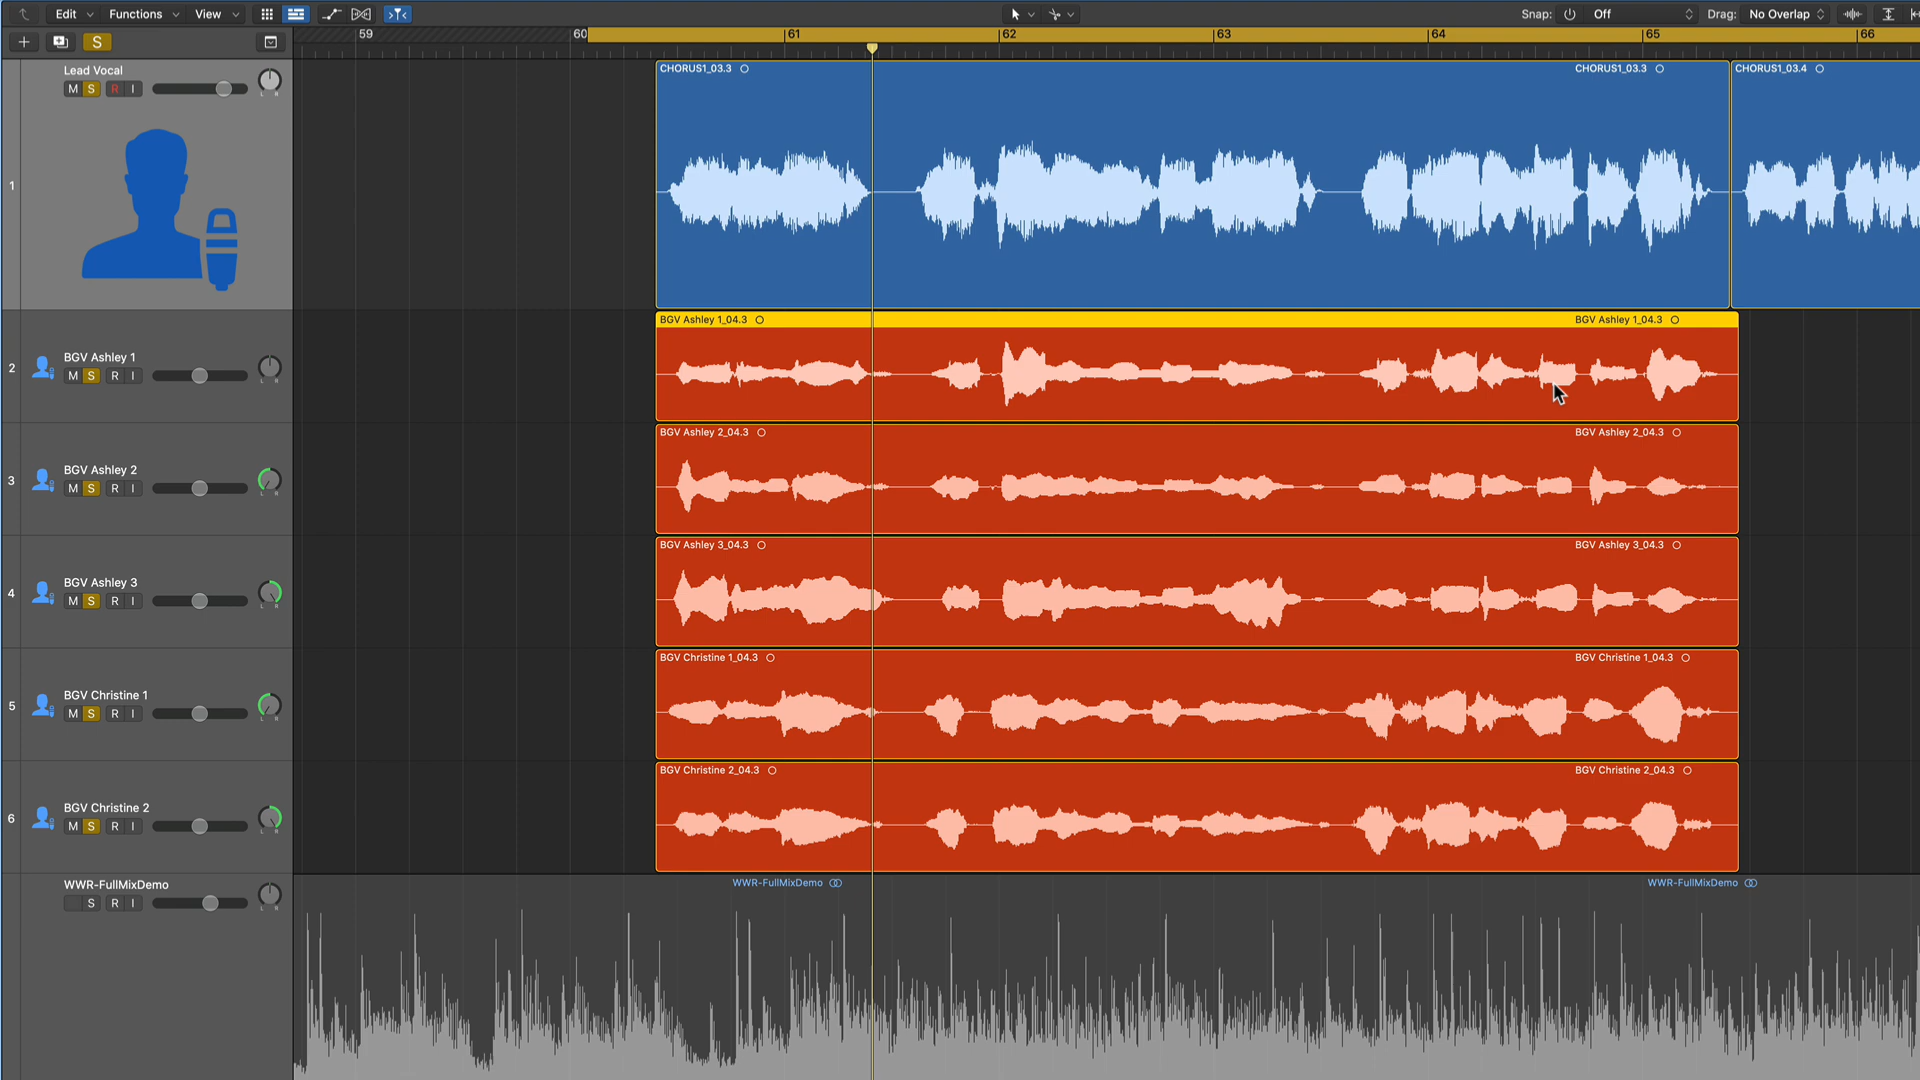 Edit Functions View Snap: Off Drag: No Overlap
S 59 60 61 62 63 64 65 66
Lead Vocal CHORUS1_03.3 CHORUS1_03.3 CHORUS1_03.4
M S R I
L R
1
BGV Ashley 1_04.3 BGV Ashley 1_04.3
BGV Ashley 1
2
M S R I
L R
BGV Ashley 2_04.3 BGV Ashley 2_04.3
BGV Ashley 2
3
M S R I
L R
BGV Ashley 3_04.3 BGV Ashley 3_04.3
BGV Ashley 3
4
M S R I
L R
BGV Christine 1_04.3 BGV Christine 1_04.3
BGV Christine 1
5
M S R I
L R
BGV Christine 2_04.3 BGV Christine 2_04.3
BGV Christine 2
6
M S R I
L R
WWR-FullMixDemo WWR-FullMixDemo WWR-FullMixDemo
S R I
L R